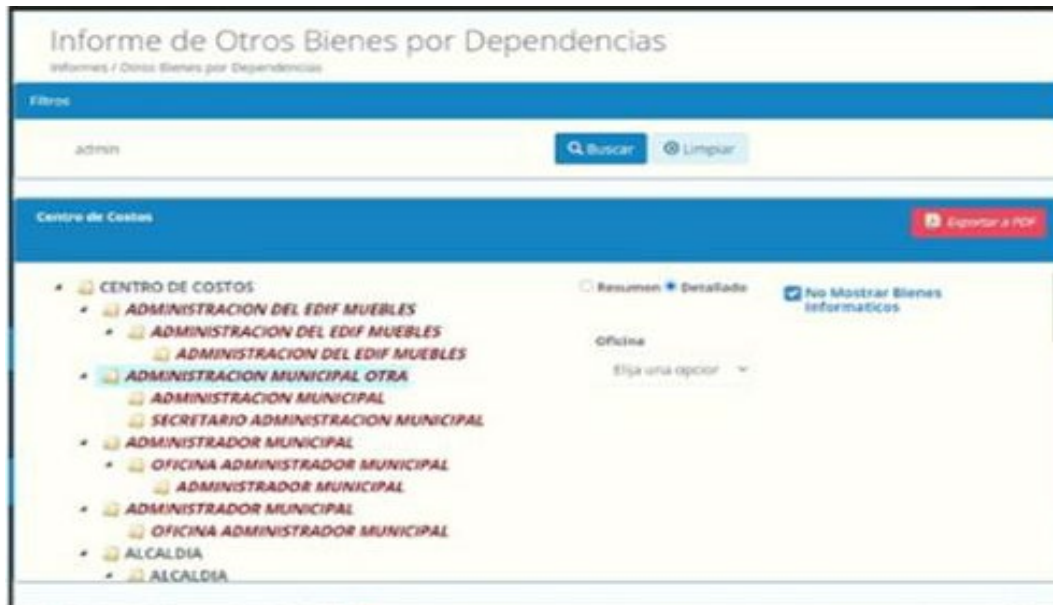 Informe de Otros Bienes por Dependencias
Informes / Otros Bienes por Dependencias
Filtros
admin
Buscar
Limpiar
Centro de Costos
Exportar a PDF
CENTRO DE COSTOS
ADMINISTRACION DEL EDIF MUEBLES
ADMINISTRACION DEL EDIF MUEBLES
ADMINISTRACION DEL EDIF MUEBLES
ADMINISTRACION MUNICIPAL OTRA
ADMINISTRACION MUNICIPAL
SECRETARIO ADMINISTRACION MUNICIPAL
ADMINISTRADOR MUNICIPAL
OFICINA ADMINISTRADOR MUNICIPAL
ADMINISTRADOR MUNICIPAL
ADMINISTRADOR MUNICIPAL
OFICINA ADMINISTRADOR MUNICIPAL
ALCALDIA
ALCALDIA
Resumen Detallado
No Mostrar Bienes
Informaticos
Oficina
Elija una opcior